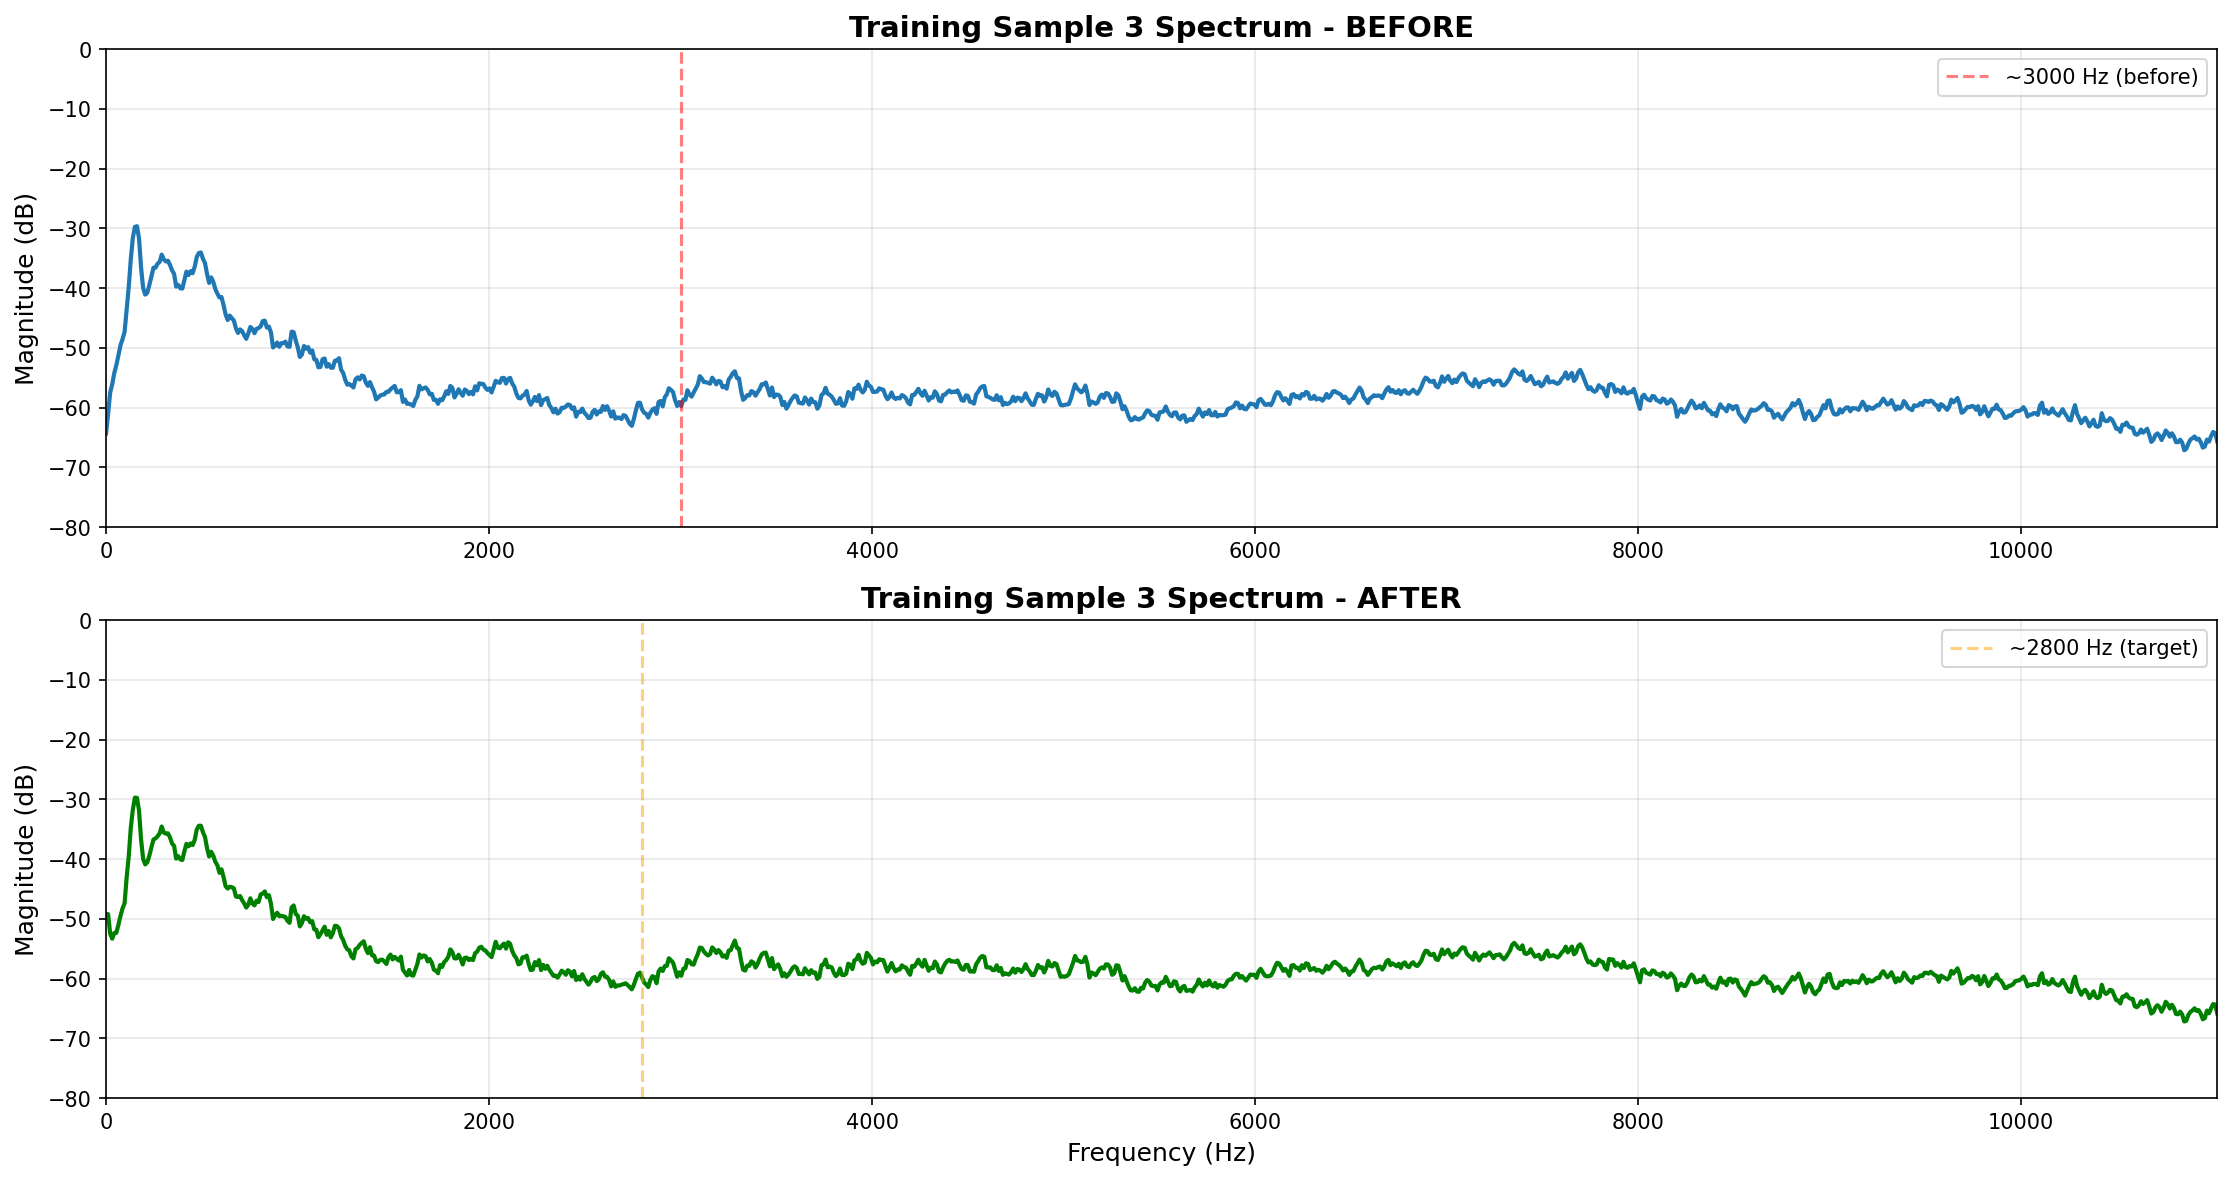 Training Sample 3 Spectrum - BEFORE
~3000 Hz (before)
Magnitude (dB)
0
−10
−20
−30
−40
−50
−60
−70
−80
0 2000 4000 6000 8000 10000
Training Sample 3 Spectrum - AFTER
~2800 Hz (target)
Magnitude (dB)
0
−10
−20
−30
−40
−50
−60
−70
−80
0 2000 4000 6000 8000 10000
Frequency (Hz)